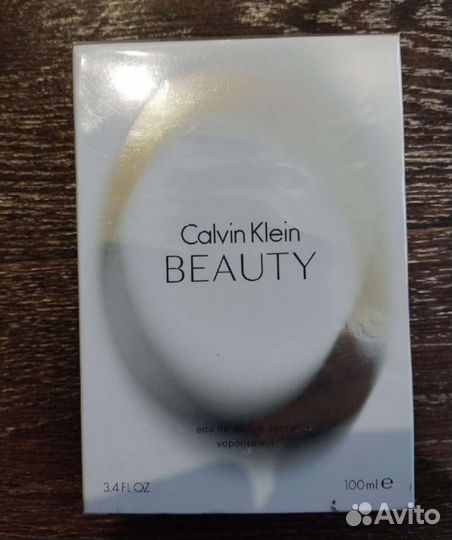 Calvin Klein
BEAUTY
eau de parfum spray
vaporisateur
3.4 FL OZ
100ml e
Avito